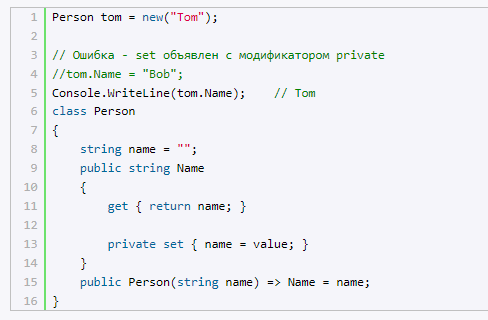 1 Person tom = new("Tom");
2
3 // Ошибка - set объявлен с модификатором private
4 //tom.Name = "Bob";
5 Console.WriteLine(tom.Name);    // Tom
6 class Person
7 {
8     string name = "";
9     public string Name
10     {
11         get { return name; }
12
13         private set { name = value; }
14     }
15     public Person(string name) => Name = name;
16 }